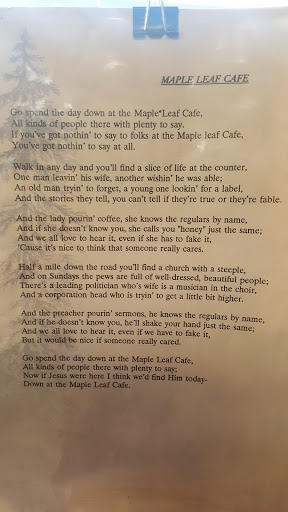 MAPLE LEAF CAFE
Go spend the day down at the Maple Leaf Cafe,
All kinds of people there with plenty to say.
If you've got nothin' to say to folks at the Maple leaf Cafe,
You've got nothin' to say at all.
Walk in any day and you'll find a slice of life at the counter,
One man leavin' his wife, another wishin' he was able;
An old man tryin' to forget, a young one lookin' for a label,
And the stories they tell, you can't tell if they're true or they're fable.
And the lady pourin' coffee, she knows the regulars by name,
And if she doesn't know you, she calls you "honey" just the same;
And we all love to hear it, even if she has to fake it,
'Cause it's nice to think that someone really cares.
Half a mile down the road you'll find a church with a steeple,
And on Sundays the pews are full of well-dressed, beautiful people;
There's a leading politician who's wife is a musician in the choir,
And a corporation head who is tryin' to get a little bit higher.
And the preacher pourin' sermons, he knows the regulars by name,
And if he doesn't know you, he'll shake your hand just the same;
And we all love to hear it, even if we have to fake it,
But it would be nice if someone really cared.
Go spend the day down at the Maple Leaf Cafe,
All kinds of people there with plenty to say;
Now if Jesus were here I think we'd find Him today-
Down at the Maple Leaf Cafe.